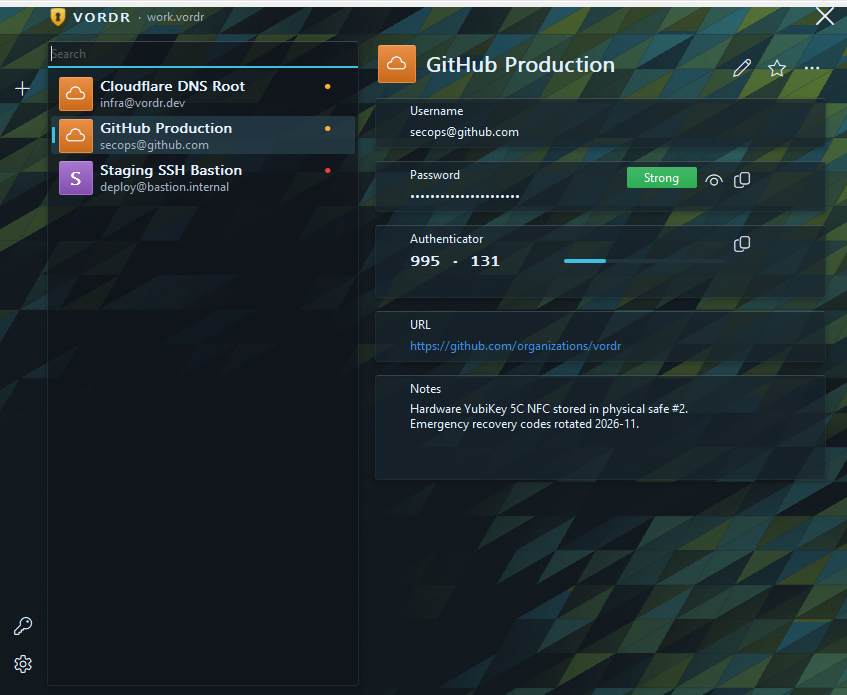 VORDR · work.vordr
Search
Cloudflare DNS Root
infra@vordr.dev
GitHub Production
secops@github.com
S
Staging SSH Bastion
deploy@bastion.internal
GitHub Production
Username
secops@github.com
Password
Strong
••••••••••••••••••••••
Authenticator
995 - 131
URL
https://github.com/organizations/vordr
Notes
Hardware YubiKey 5C NFC stored in physical safe #2.
Emergency recovery codes rotated 2026-11.